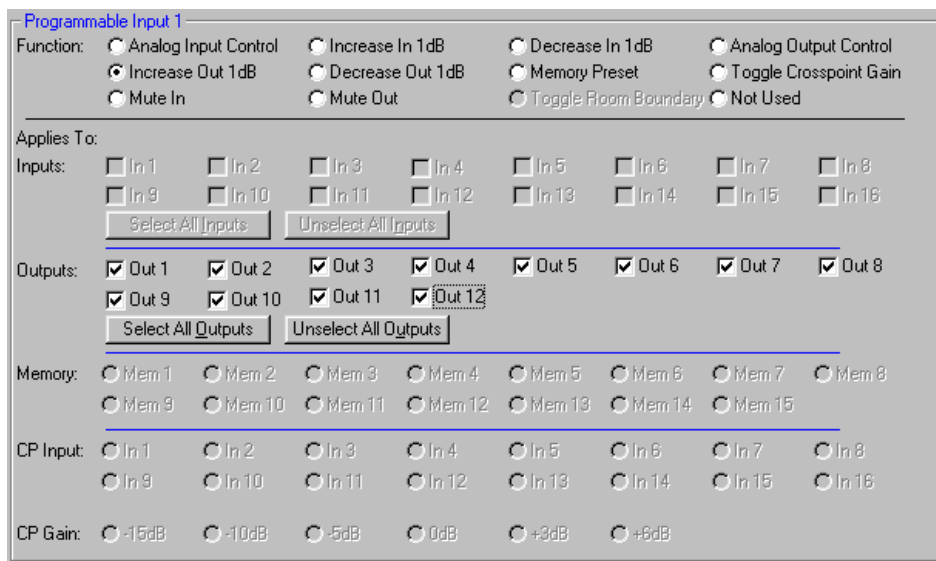 Programmable Input 1
Function: Analog Input Control Increase In 1dB Decrease In 1dB Analog Output Control
Increase Out 1dB Decrease Out 1dB Memory Preset Toggle Crosspoint Gain
Mute In Mute Out Toggle Room Boundary Not Used
Applies To:
Inputs: In 1 In 2 In 3 In 4 In 5 In 6 In 7 In 8
In 9 In 10 In 11 In 12 In 13 In 14 In 15 In 16
Select All Inputs Unselect All Inputs
Outputs: Out 1 Out 2 Out 3 Out 4 Out 5 Out 6 Out 7 Out 8
Out 9 Out 10 Out 11 Out 12
Select All Outputs Unselect All Outputs
Memory: Mem 1 Mem 2 Mem 3 Mem 4 Mem 5 Mem 6 Mem 7 Mem 8
Mem 9 Mem 10 Mem 11 Mem 12 Mem 13 Mem 14 Mem 15
CP Input: In 1 In 2 In 3 In 4 In 5 In 6 In 7 In 8
In 9 In 10 In 11 In 12 In 13 In 14 In 15 In 16
CP Gain: -15dB -10dB -5dB 0dB +3dB +6dB